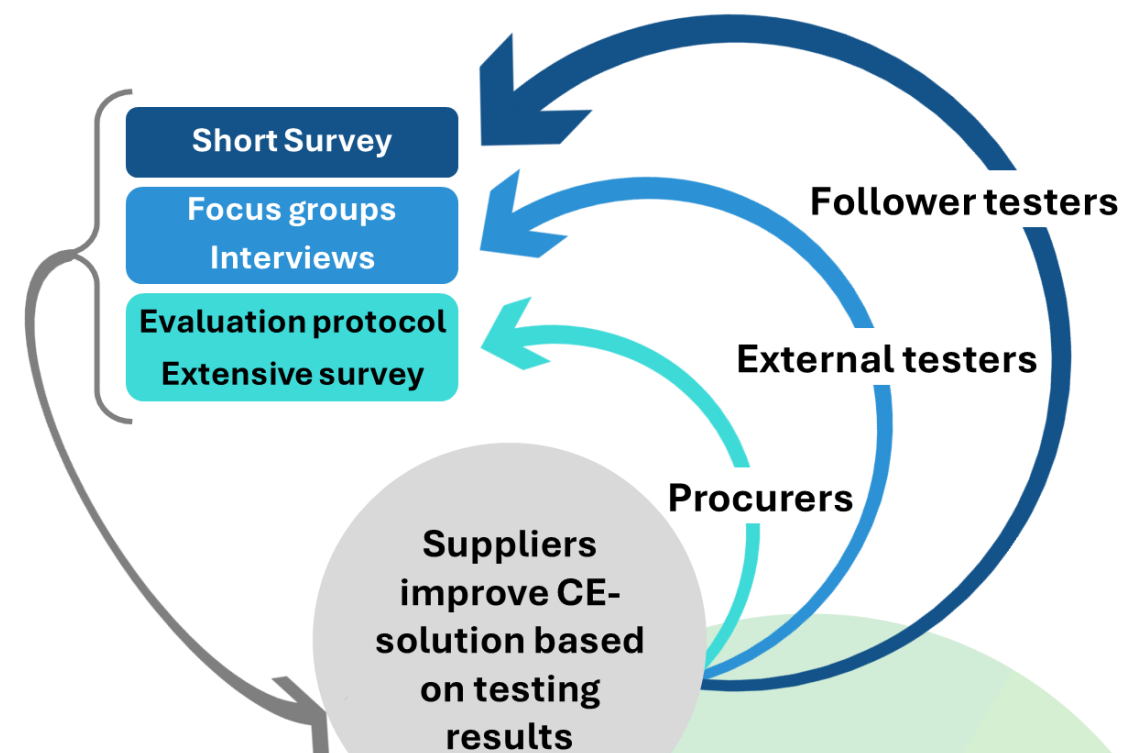 Short Survey
Focus groups
Interviews
Evaluation protocol
Extensive survey
Follower testers
External testers
Procurers
Suppliers
improve CE-
solution based
on testing
results